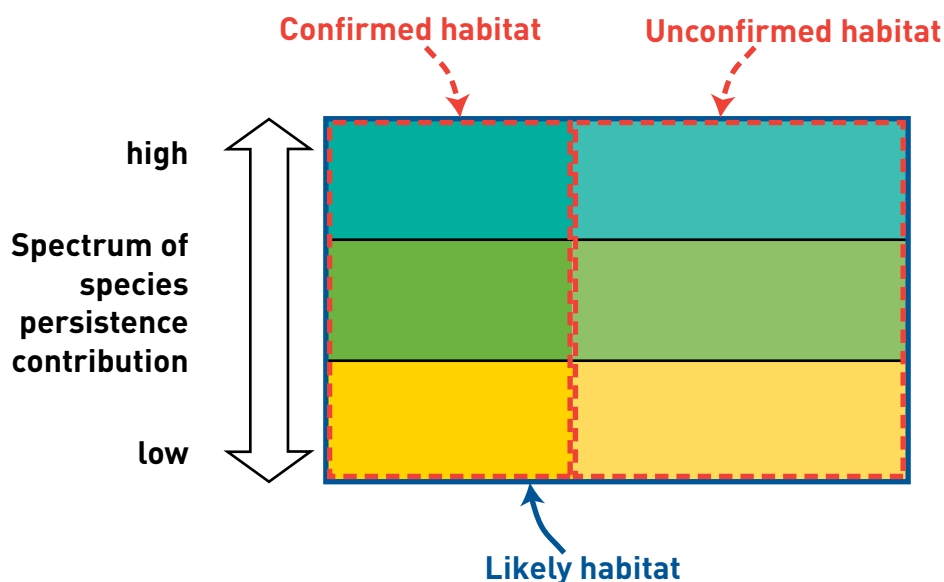 Confirmed habitat
Unconfirmed habitat
high
Spectrum of
species
persistence
contribution
low
Likely habitat